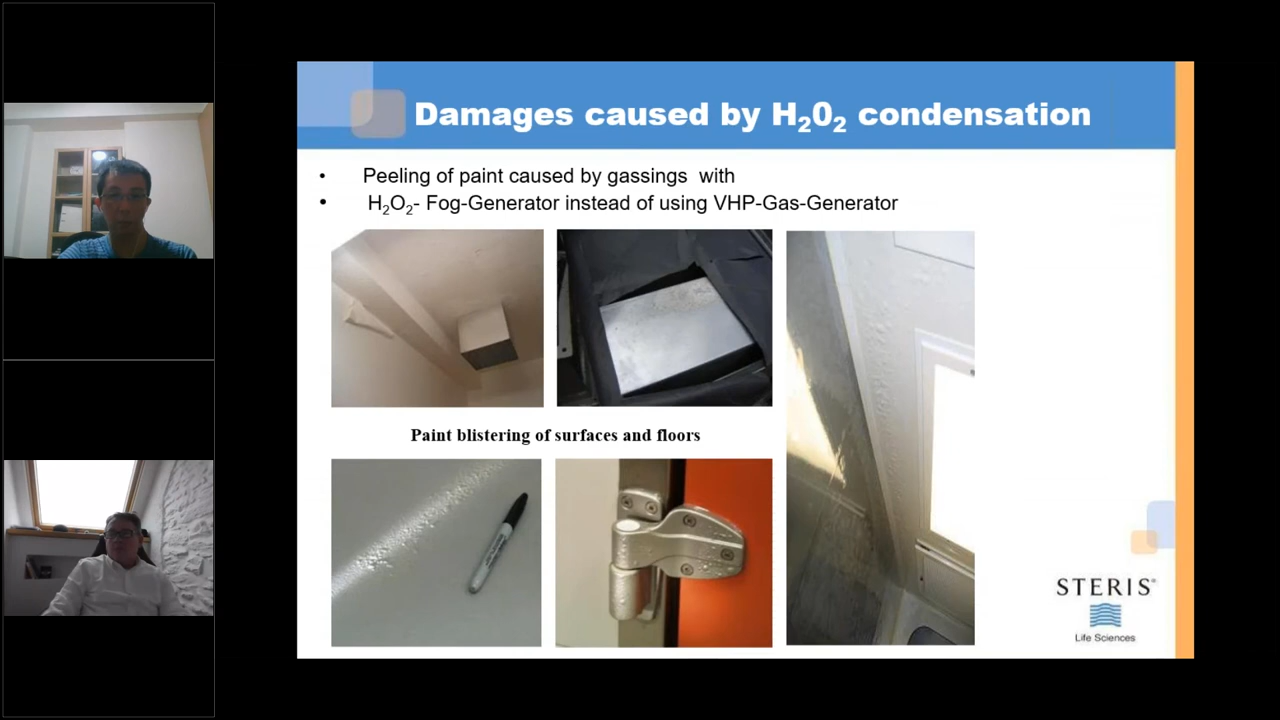 Damages caused by H₂0₂ condensation
• Peeling of paint caused by gassings with
• H₂O₂- Fog-Generator instead of using VHP-Gas-Generator
Paint blistering of surfaces and floors
STERIS®
Life Sciences